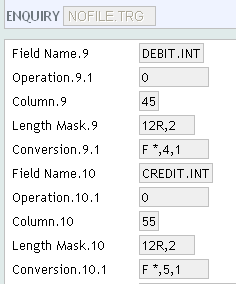 ENQUIRY NOFILE.TRG
Field Name.9 DEBIT.INT
Operation.9.1 0
Column.9 45
Length Mask.9 12R,2
Conversion.9.1 F *,4,1
Field Name.10 CREDIT.INT
Operation.10.1 0
Column.10 55
Length Mask.10 12R,2
Conversion.10.1 F *,5,1